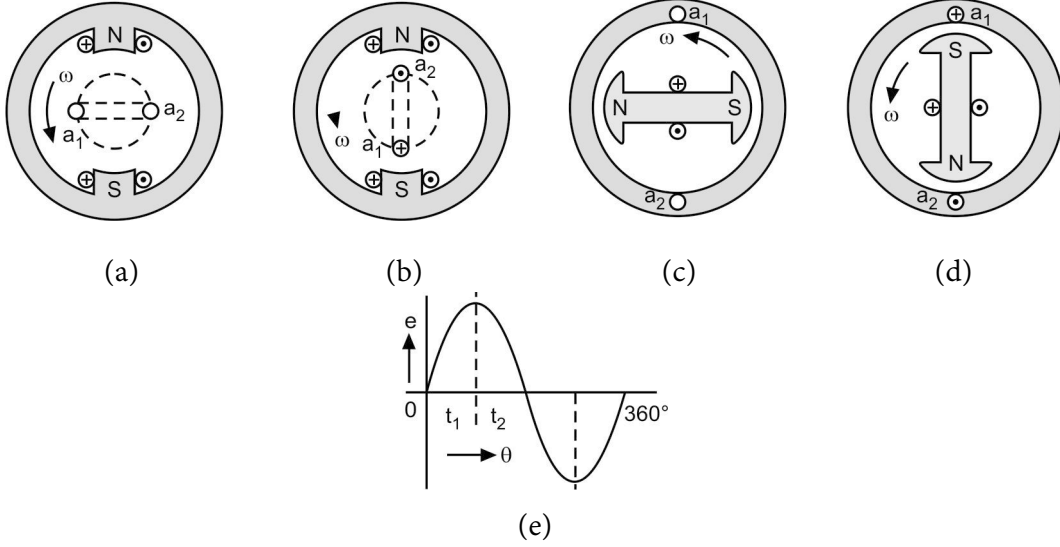 N
ω
a₁
a₂
S
(a)
N
a₂
ω
a₁
S
(b)
a₁
ω
N
S
a₂
(c)
a₁
S
ω
N
a₂
(d)
e
0
t₁
t₂
360°
θ
(e)